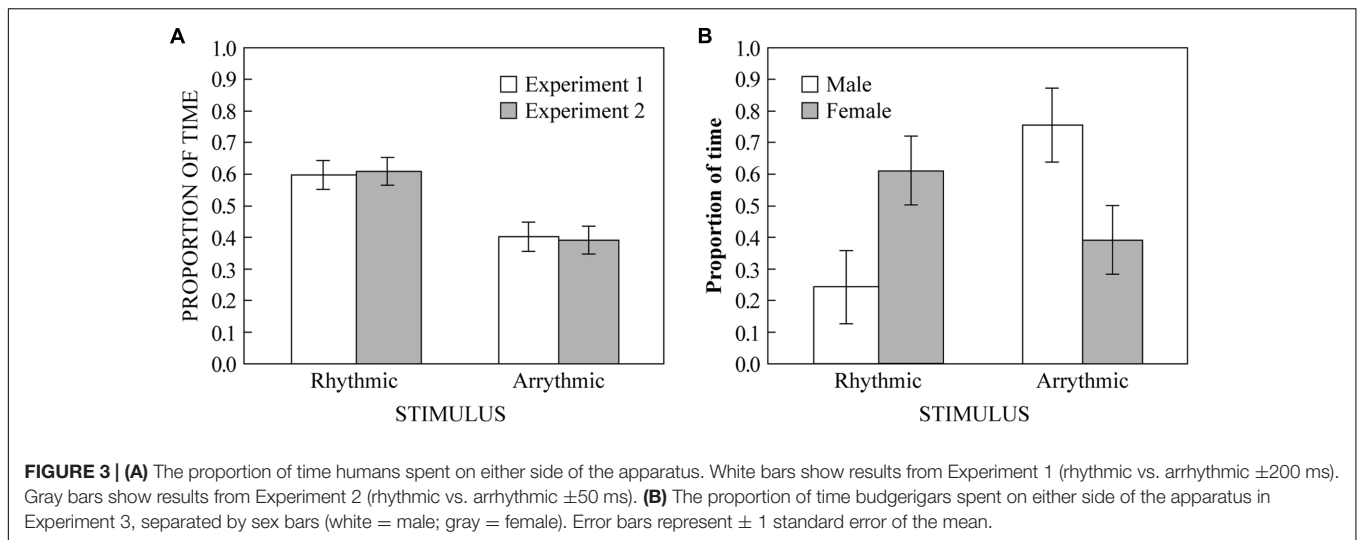 A
PROPORTION OF TIME
1.0
0.9
0.8
0.7
0.6
0.5
0.4
0.3
0.2
0.1
0.0
Experiment 1
Experiment 2
Rhythmic
Arrythmic
STIMULUS
B
Proportion of time
1.0
0.9
0.8
0.7
0.6
0.5
0.4
0.3
0.2
0.1
0.0
Male
Female
Rhythmic
Arrythmic
STIMULUS
FIGURE 3 | (A) The proportion of time humans spent on either side of the apparatus. White bars show results from Experiment 1 (rhythmic vs. arrhythmic ±200 ms).
Gray bars show results from Experiment 2 (rhythmic vs. arrhythmic ±50 ms). (B) The proportion of time budgerigars spent on either side of the apparatus in
Experiment 3, separated by sex bars (white = male; gray = female). Error bars represent ± 1 standard error of the mean.